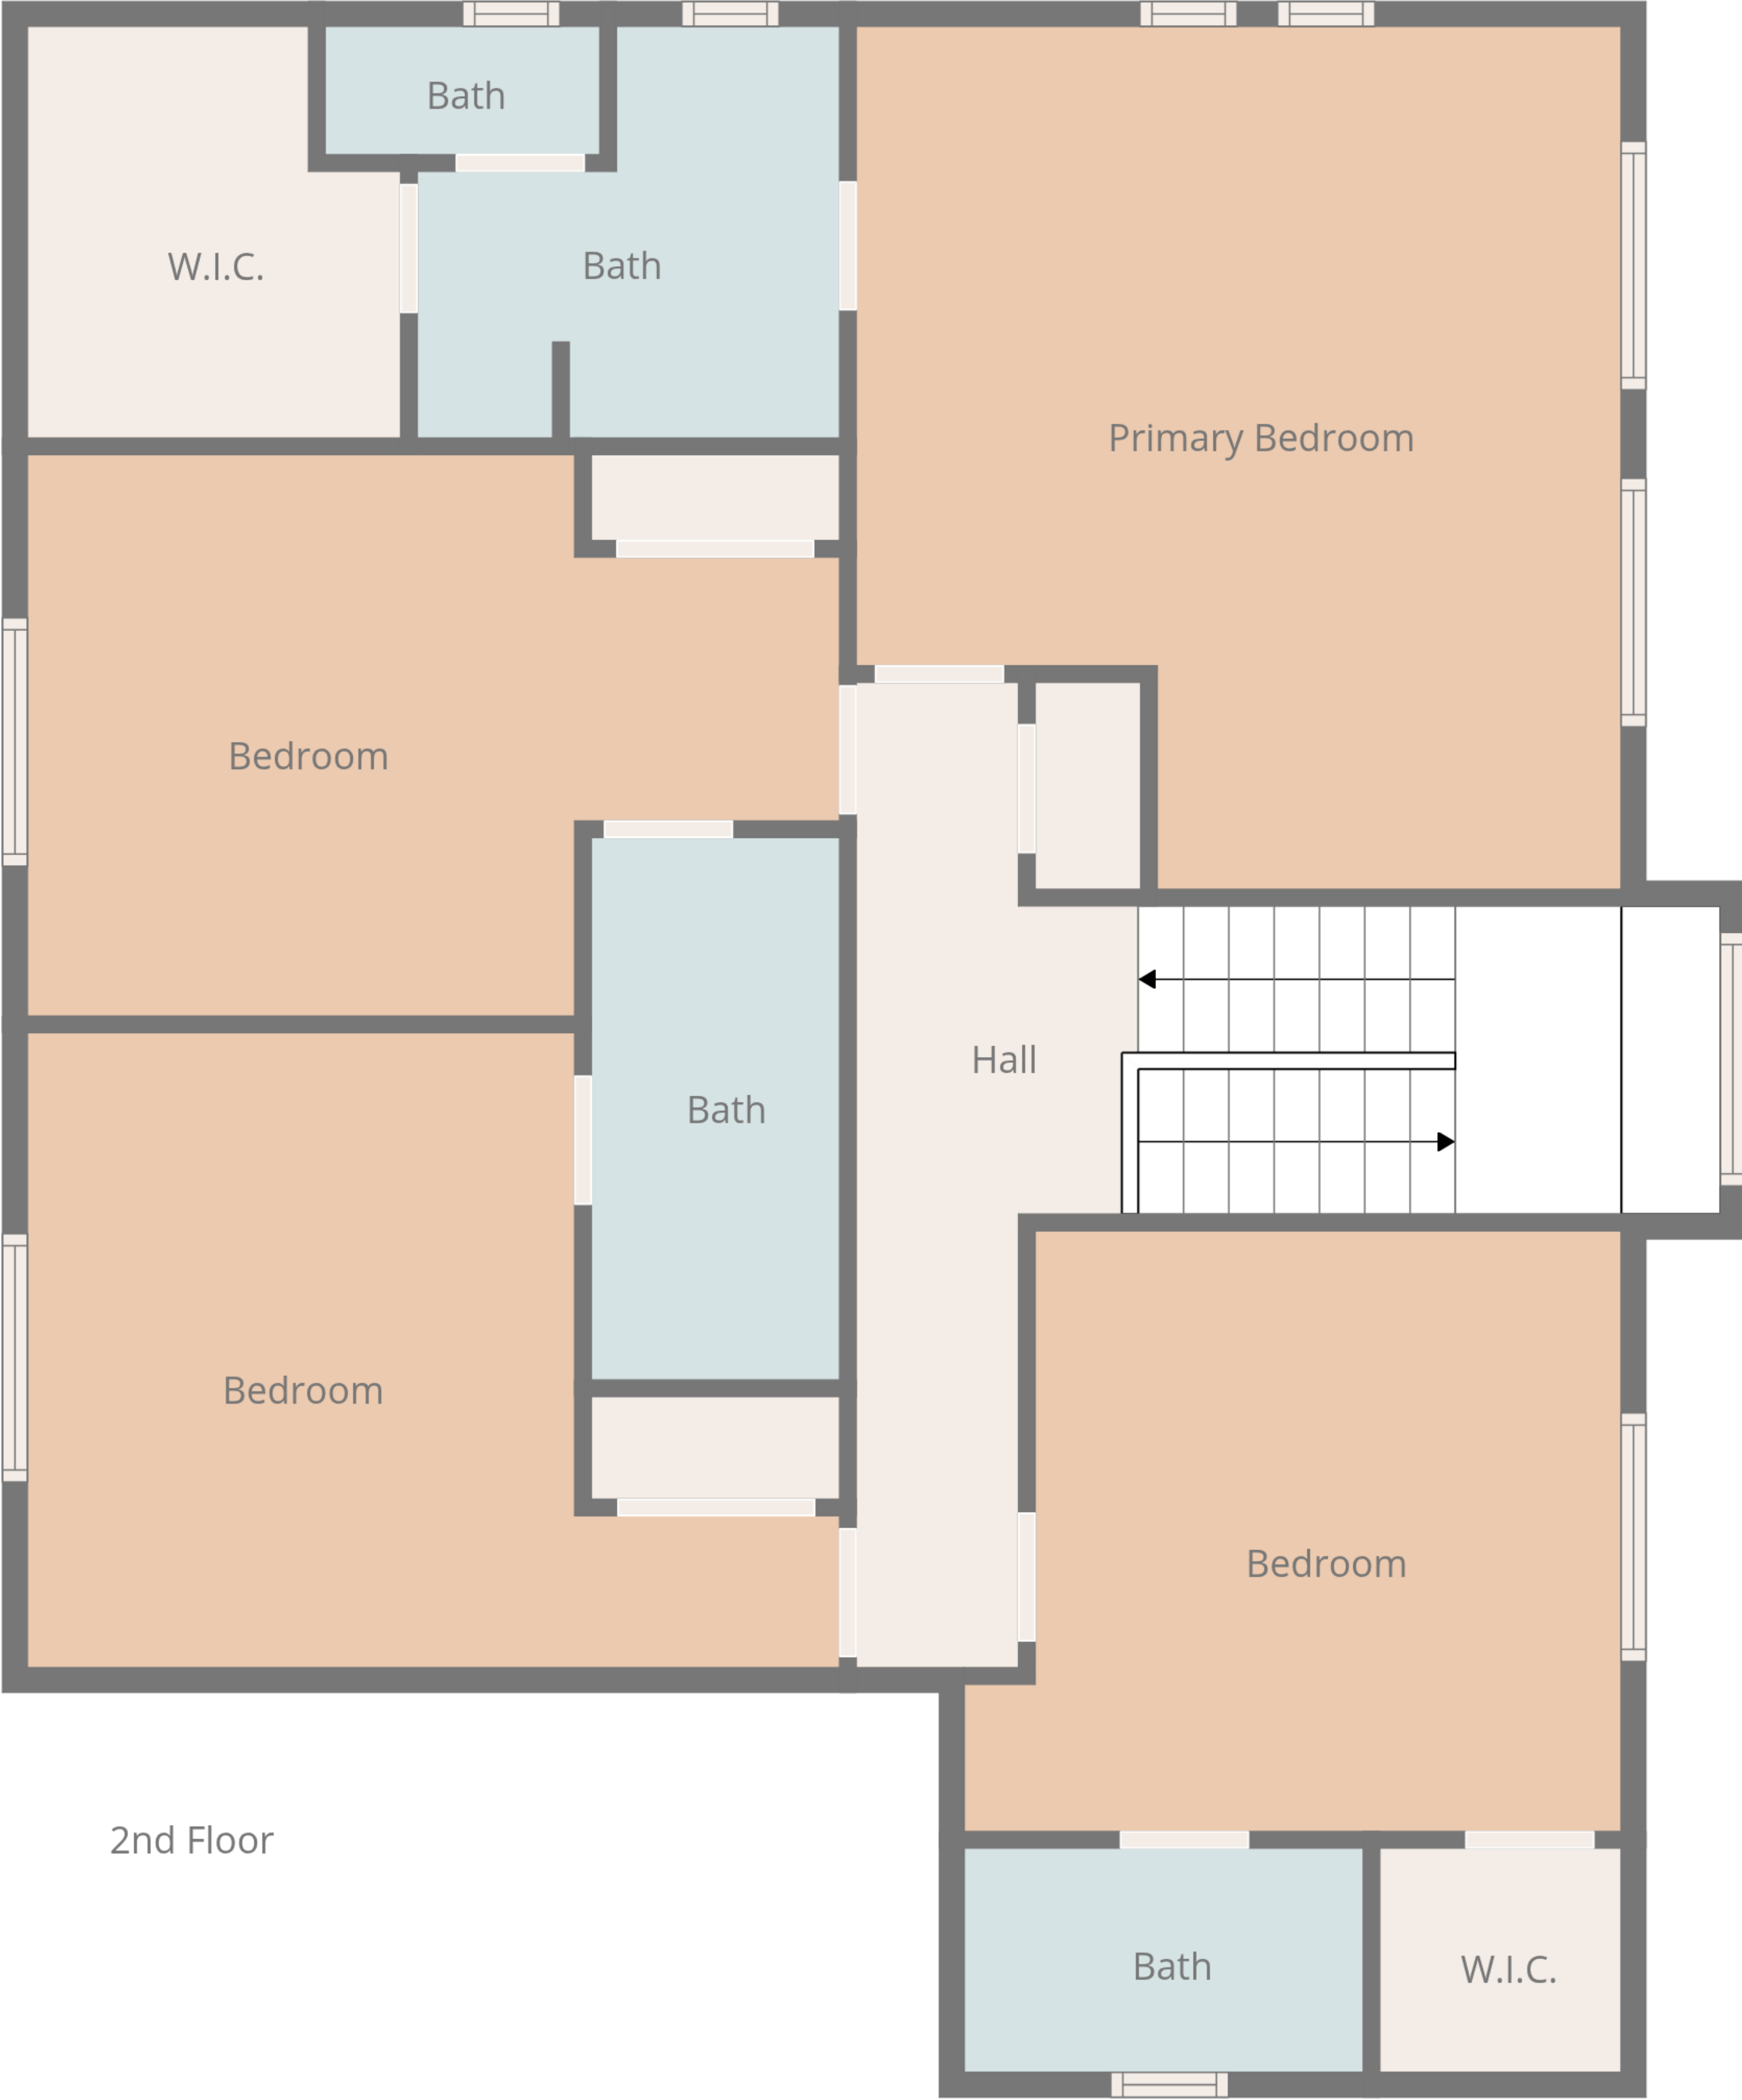 Bath
W.I.C.
Bath
Primary Bedroom
Bedroom
Hall
Bath
Bedroom
Bedroom
2nd Floor
Bath
W.I.C.